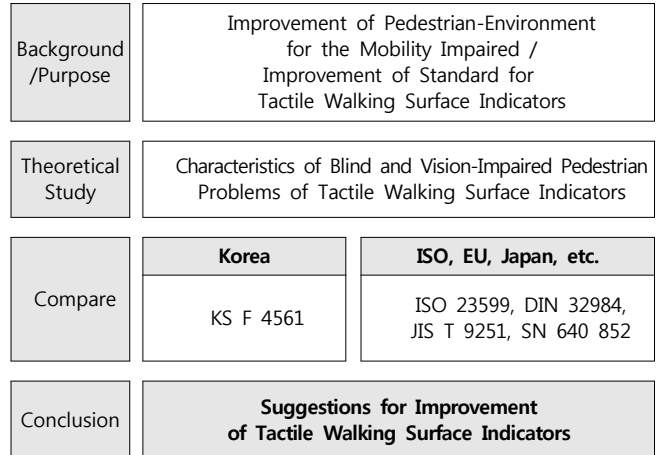 Background
/Purpose
Improvement of Pedestrian-Environment
for the Mobility Impaired /
Improvement of Standard for
Tactile Walking Surface Indicators
Theoretical
Study
Characteristics of Blind and Vision-Impaired Pedestrian
Problems of Tactile Walking Surface Indicators
Compare
Korea
KS F 4561
ISO, EU, Japan, etc.
ISO 23599, DIN 32984,
JIS T 9251, SN 640 852
Conclusion
Suggestions for Improvement
of Tactile Walking Surface Indicators